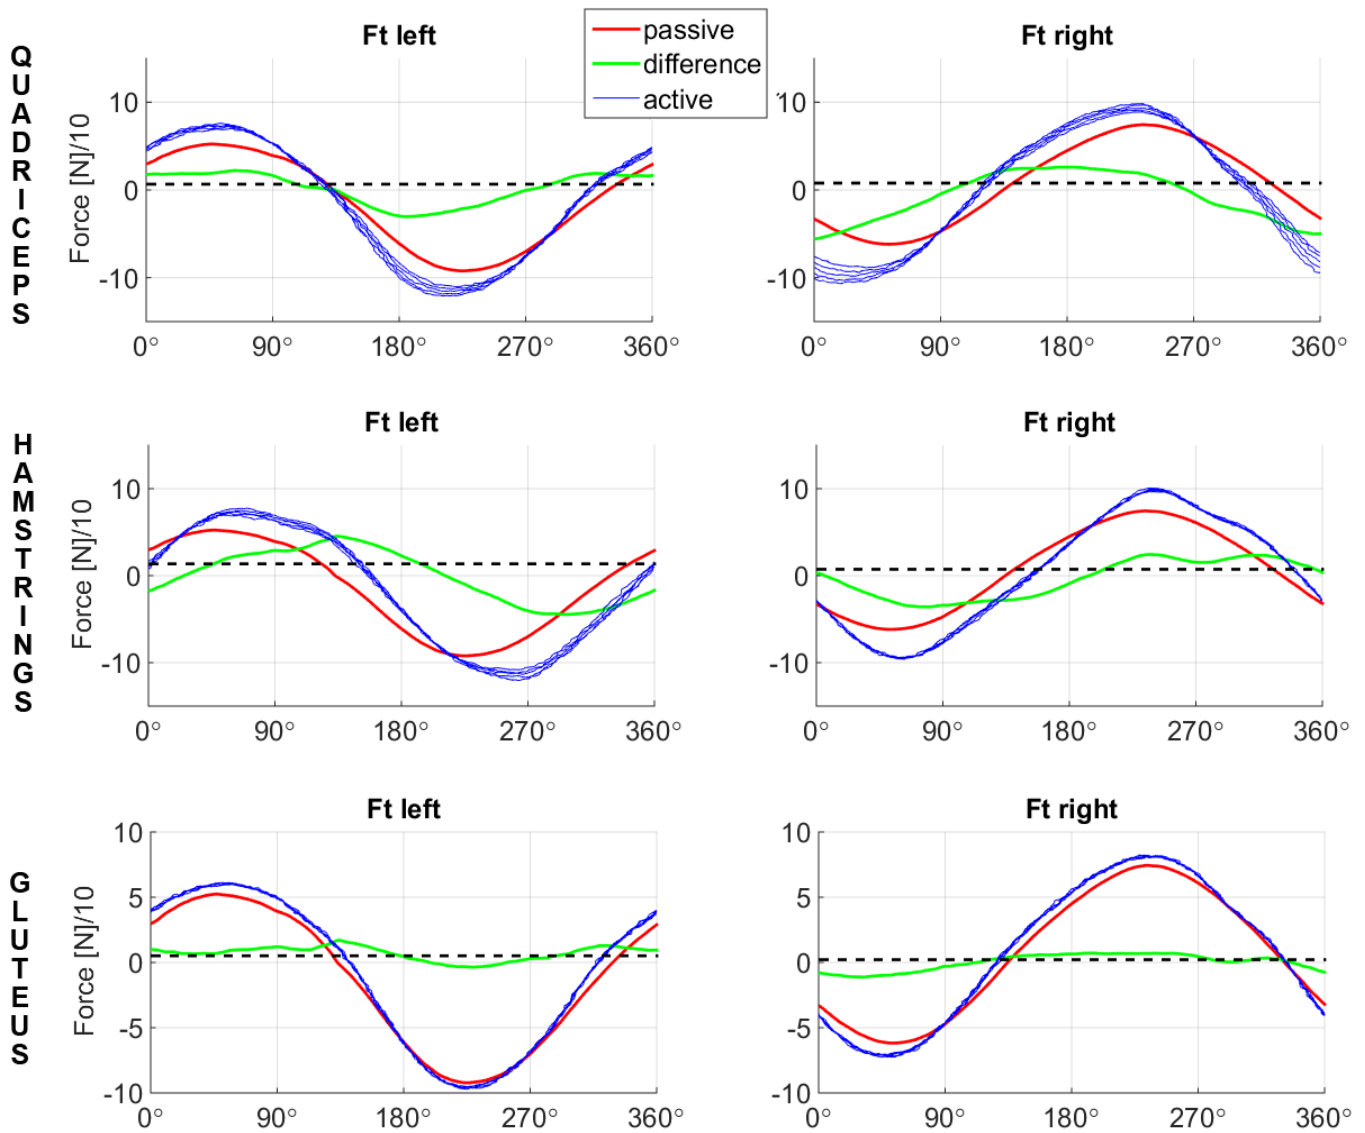 Ft left
passive
difference
active
Ft right
QUADRICEPS
Force [N]/10
10
0
-10
0° 90° 180° 270° 360°
10
0
-10
0° 90° 180° 270° 360°
HAMSTRINGS
Ft left
Force [N]/10
10
0
-10
0° 90° 180° 270° 360°
Ft right
10
0
-10
0° 90° 180° 270° 360°
GLUTEUS
Ft left
Force [N]/10
10
5
0
-5
-10
0° 90° 180° 270° 360°
Ft right
10
5
0
-5
-10
0° 90° 180° 270° 360°